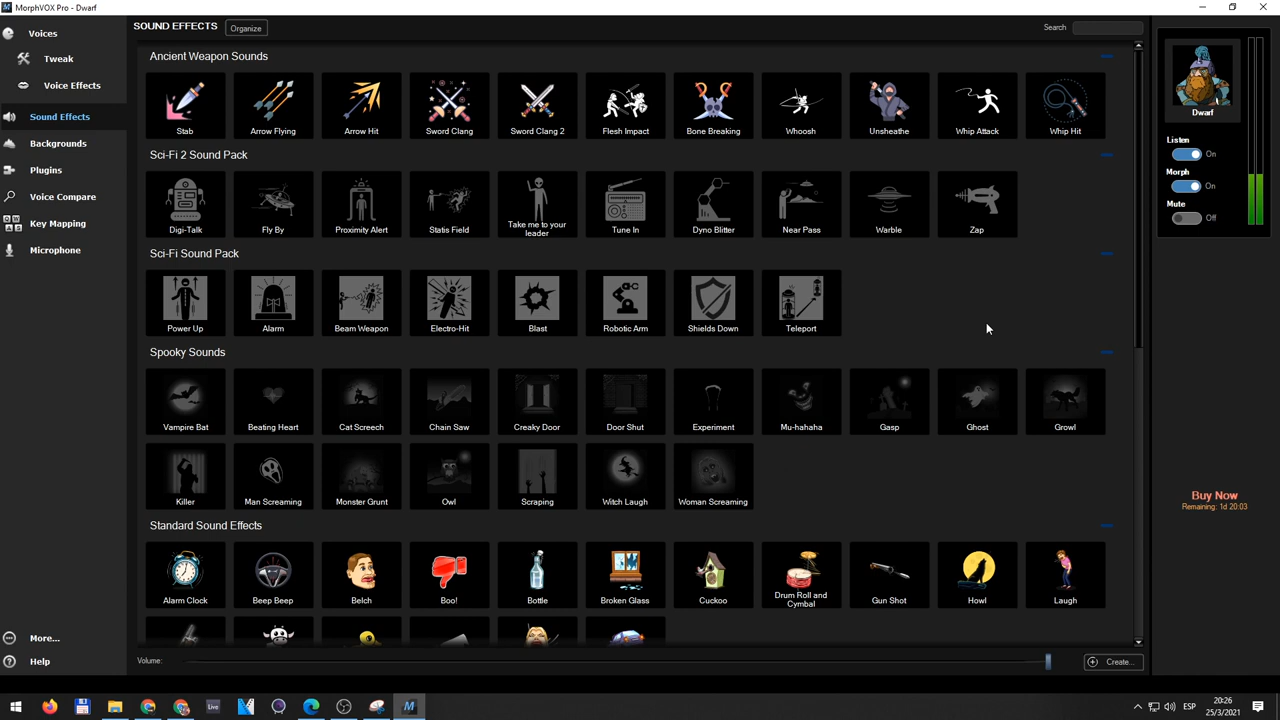 MorphVOX Pro - Dwarf
Voices
Tweak
Voice Effects
Sound Effects
Backgrounds
Plugins
Voice Compare
Key Mapping
Microphone
More...
Help
SOUND EFFECTS
Organize
Search
Ancient Weapon Sounds
Stab
Arrow Flying
Arrow Hit
Sword Clang
Sword Clang 2
Flesh Impact
Bone Breaking
Whoosh
Unsheathe
Whip Attack
Whip Hit
Sci-Fi 2 Sound Pack
Digi-Talk
Fly By
Proximity Alert
Statis Field
Take me to your
leader
Tune In
Dyno Blitter
Near Pass
Warble
Zap
Sci-Fi Sound Pack
Power Up
Alarm
Beam Weapon
Electro-Hit
Blast
Robotic Arm
Shields Down
Teleport
Spooky Sounds
Vampire Bat
Beating Heart
Cat Screech
Chain Saw
Creaky Door
Door Shut
Experiment
Mu-hahaha
Gasp
Ghost
Growl
Killer
Man Screaming
Monster Grunt
Owl
Scraping
Witch Laugh
Woman Screaming
Standard Sound Effects
Alarm Clock
Beep Beep
Belch
Boo!
Bottle
Broken Glass
Cuckoo
Drum Roll and
Cymbal
Gun Shot
Howl
Laugh
Volume:
Create...
Dwarf
Listen
On
Morph
On
Mute
Off
Buy Now
Remaining: 1d 20:03
Live
M
ESP
20:26
25/3/2021